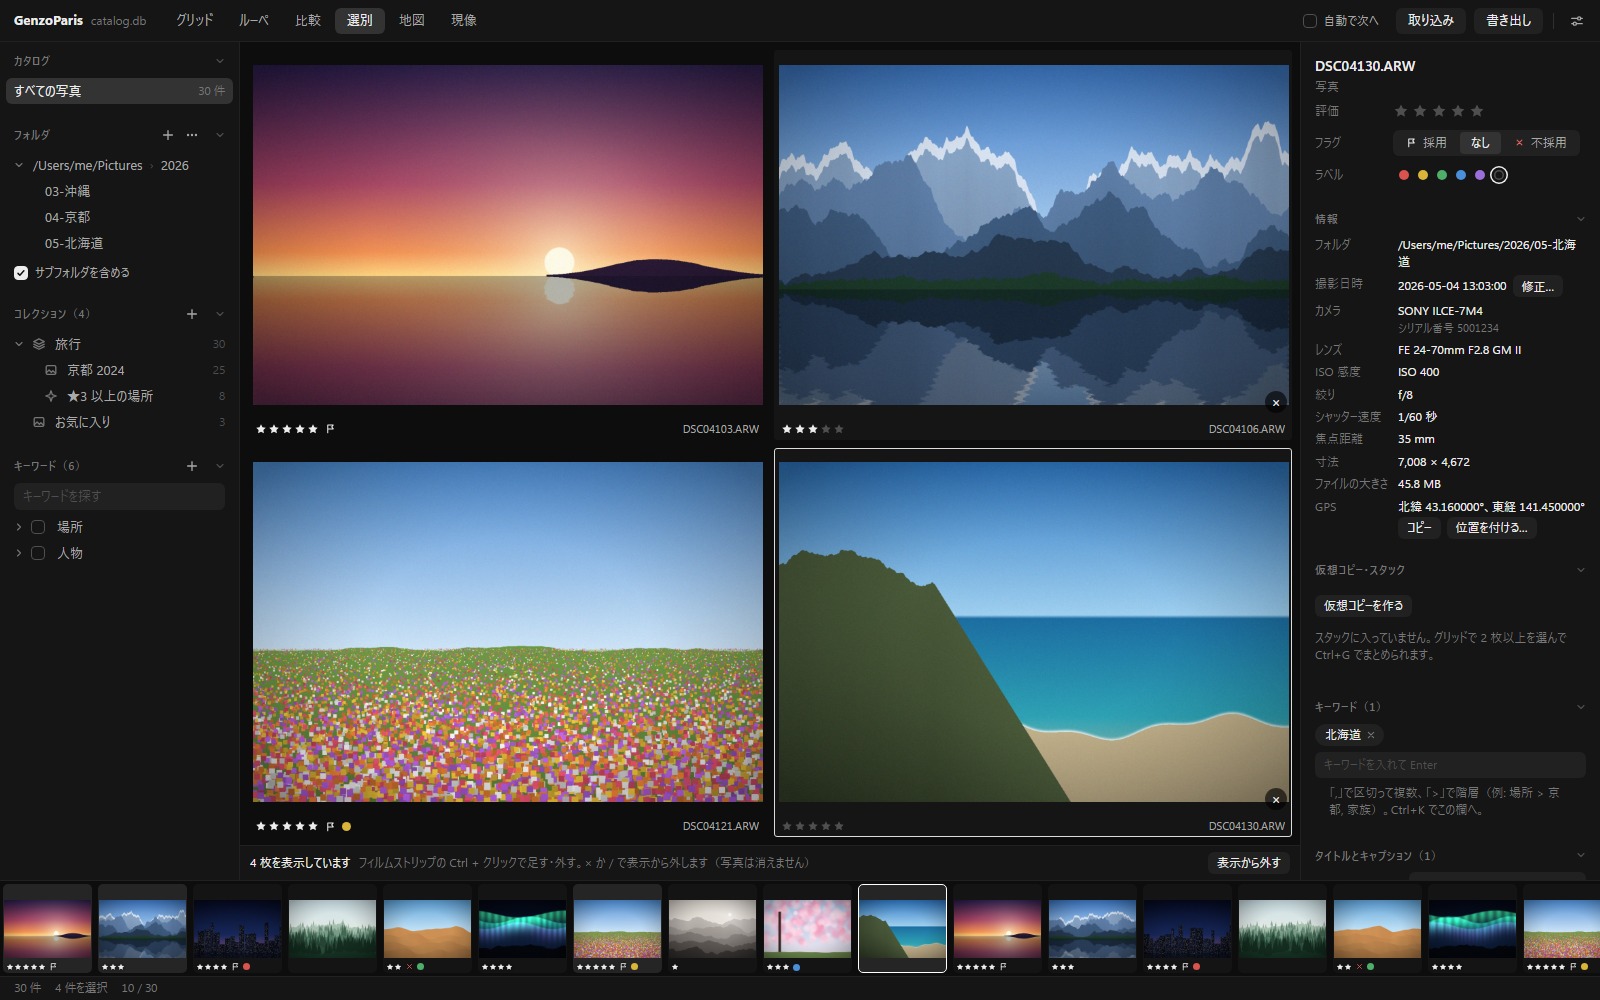 GenzoParis catalog.db グリッド ルーペ 比較 選別 地図 現像 自動で次へ 取り込み 書き出し
カタログ
すべての写真 30 件
フォルダ
/Users/me/Pictures › 2026
03-沖縄
04-京都
05-北海道
サブフォルダを含める
コレクション（4）
旅行 30
京都 2024 25
★3 以上の場所 8
お気に入り 3
キーワード（6）
キーワードを探す
場所
人物
★★★★★ DSC04103.ARW
★★★★★ DSC04106.ARW
★★★★★ DSC04121.ARW
★★★★★ DSC04130.ARW
4 枚を表示しています フィルムストリップの Ctrl + クリックで足す・外す。× か / で表示から外します（写真は消えません） 表示から外す
DSC04130.ARW
写真
評価 ★★★★★
フラグ 採用 なし × 不採用
ラベル
情報
フォルダ /Users/me/Pictures/2026/05-北海
道
撮影日時 2026-05-04 13:03:00 修正...
カメラ SONY ILCE-7M4
シリアル番号 5001234
レンズ FE 24-70mm F2.8 GM II
ISO 感度 ISO 400
絞り f/8
シャッター速度 1/60 秒
焦点距離 35 mm
寸法 7,008 × 4,672
ファイルの大きさ 45.8 MB
GPS 北緯 43.160000°、東経 141.450000°
コピー 位置を付ける...
仮想コピー・スタック
仮想コピーを作る
スタックに入っていません。グリッドで 2 枚以上を選んで
Ctrl+G でまとめられます。
キーワード（1）
北海道 ×
キーワードを入れて Enter
「,」で区切って複数、「>」で階層（例: 場所 > 京
都, 家族）。Ctrl+K でこの欄へ。
タイトルとキャプション（1）
30 件 4 件を選択 10 / 30